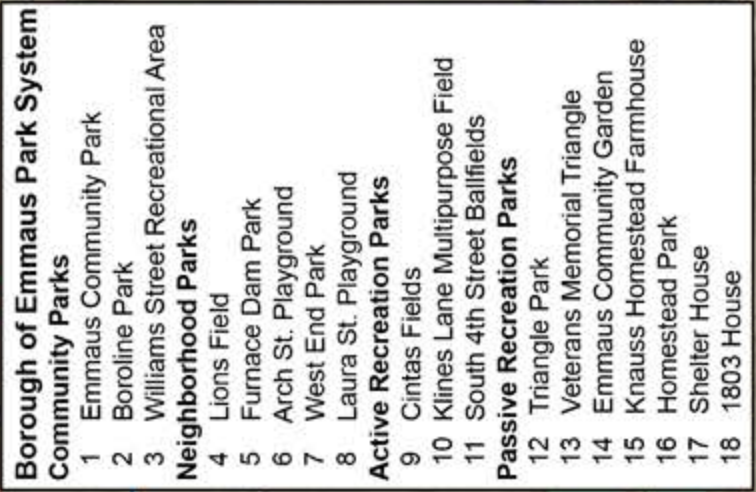 Borough of Emmaus Park System
Community Parks
1 Emmaus Community Park
2 Boroline Park
3 Williams Street Recreational Area
Neighborhood Parks
4 Lions Field
5 Furnace Dam Park
6 Arch St. Playground
7 West End Park
8 Laura St. Playground
Active Recreation Parks
9 Cintas Fields
10 Klines Lane Multipurpose Field
11 South 4th Street Ballfields
Passive Recreation Parks
12 Triangle Park
13 Veterans Memorial Triangle
14 Emmaus Community Garden
15 Knauss Homestead Farmhouse
16 Homestead Park
17 Shelter House
18 1803 House